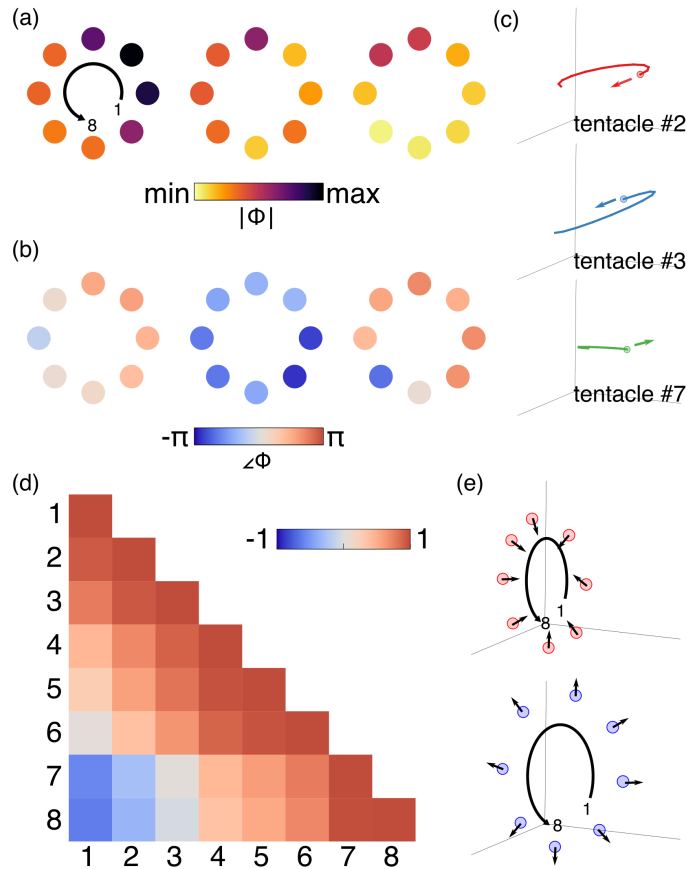 (a)
1
8
min max
|Φ|
(b)
-π π
∠Φ
(c)
tentacle #2
tentacle #3
tentacle #7
(d)
-1 1
1
2
3
4
5
6
7
8
1 2 3 4 5 6 7 8
(e)
1
8
1
8